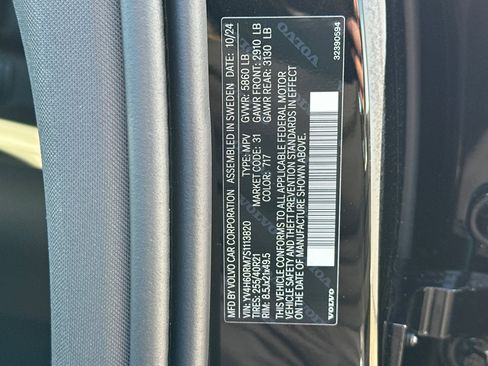 MFD BY: VOLVO CAR CORPORATION ASSEMBLED IN SWEDEN DATE: 10/24
VIN: YV4H60RM7S1113820 TYPE: MPV GVWR: 5860 LB
TIRES: 255/40R21 MARKET CODE: 31 GAWR FRONT: 2910 LB
RIM: 8.5Jx21x49.5 COLOR: 717 GAWR REAR: 3130 LB
THIS VEHICLE CONFORMS TO ALL APPLICABLE FEDERAL MOTOR
VEHICLE SAFETY AND THEFT PREVENTION STANDARDS IN EFFECT
ON THE DATE OF MANUFACTURE SHOWN ABOVE.
VOLVO
32390594